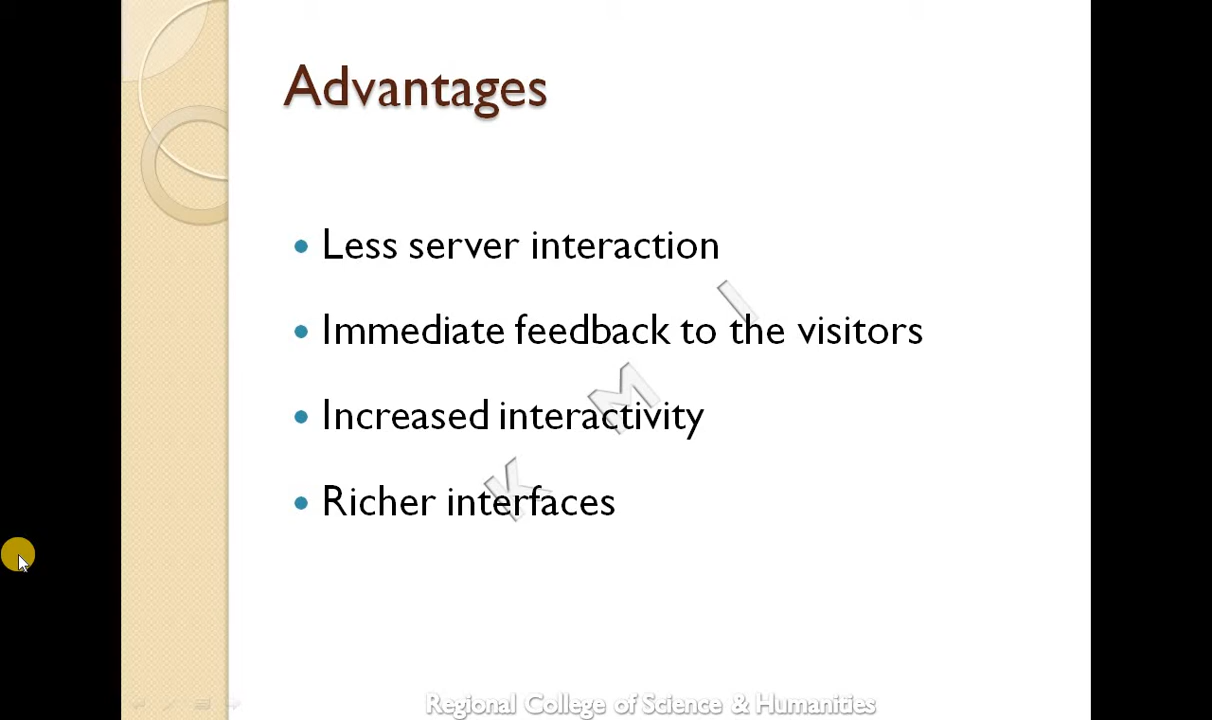 Advantages
Less server interaction
Immediate feedback to the visitors
Increased interactivity
Richer interfaces
K M I
Regional College of Science & Humanities